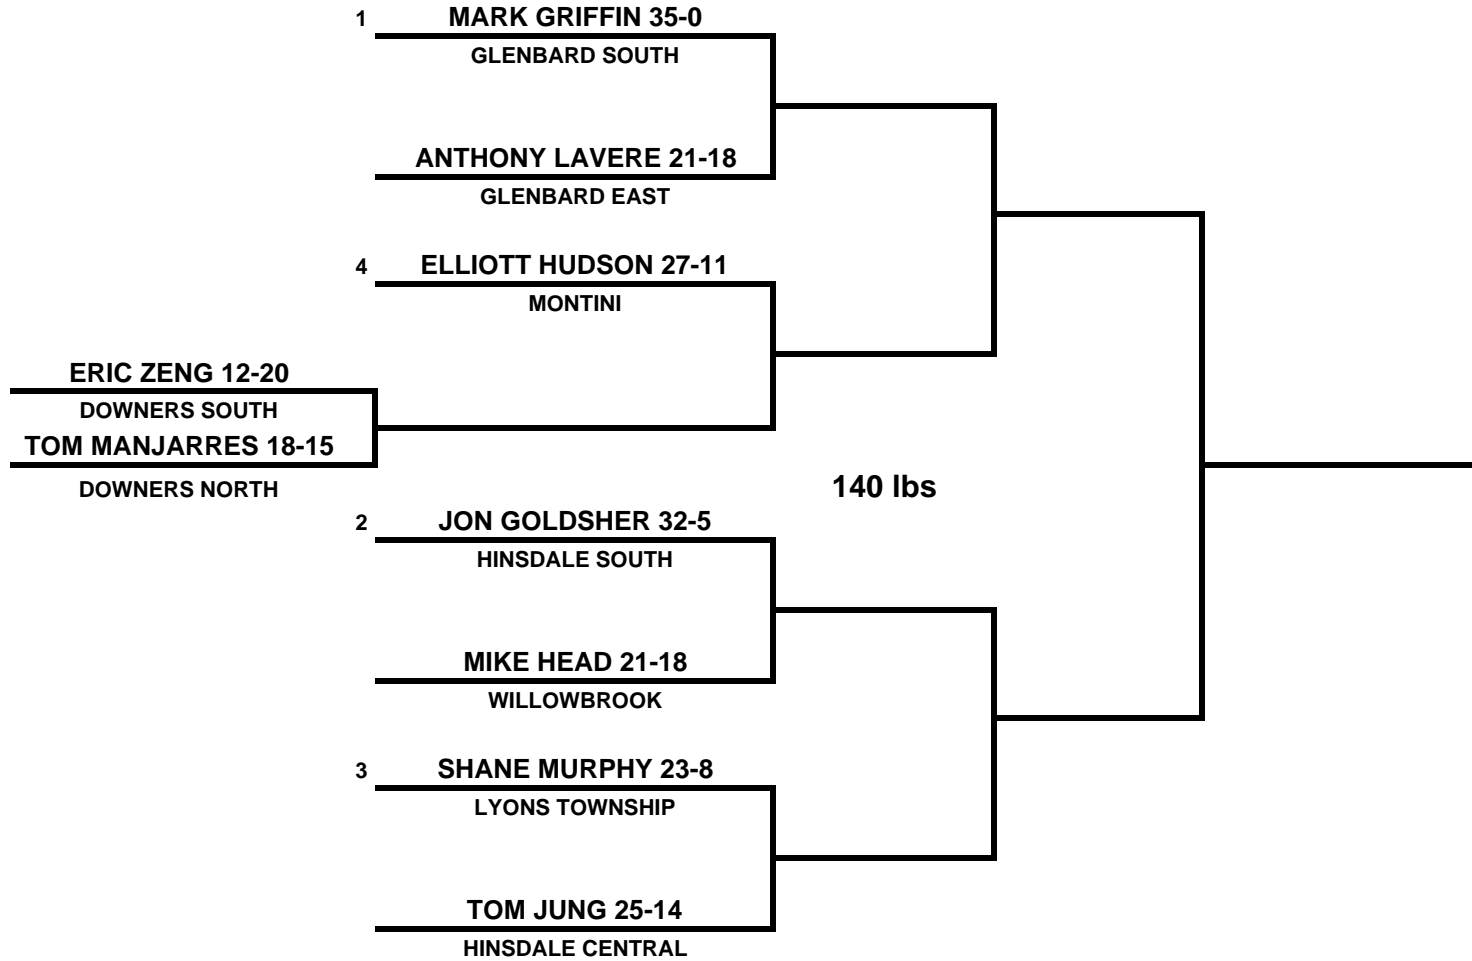 1
MARK GRIFFIN 35-0
GLENBARD SOUTH
ANTHONY LAVERE 21-18
GLENBARD EAST
4
ELLIOTT HUDSON 27-11
MONTINI
ERIC ZENG 12-20
DOWNERS SOUTH
TOM MANJARRES 18-15
DOWNERS NORTH
140 lbs
2
JON GOLDSHER 32-5
HINSDALE SOUTH
MIKE HEAD 21-18
WILLOWBROOK
3
SHANE MURPHY 23-8
LYONS TOWNSHIP
TOM JUNG 25-14
HINSDALE CENTRAL